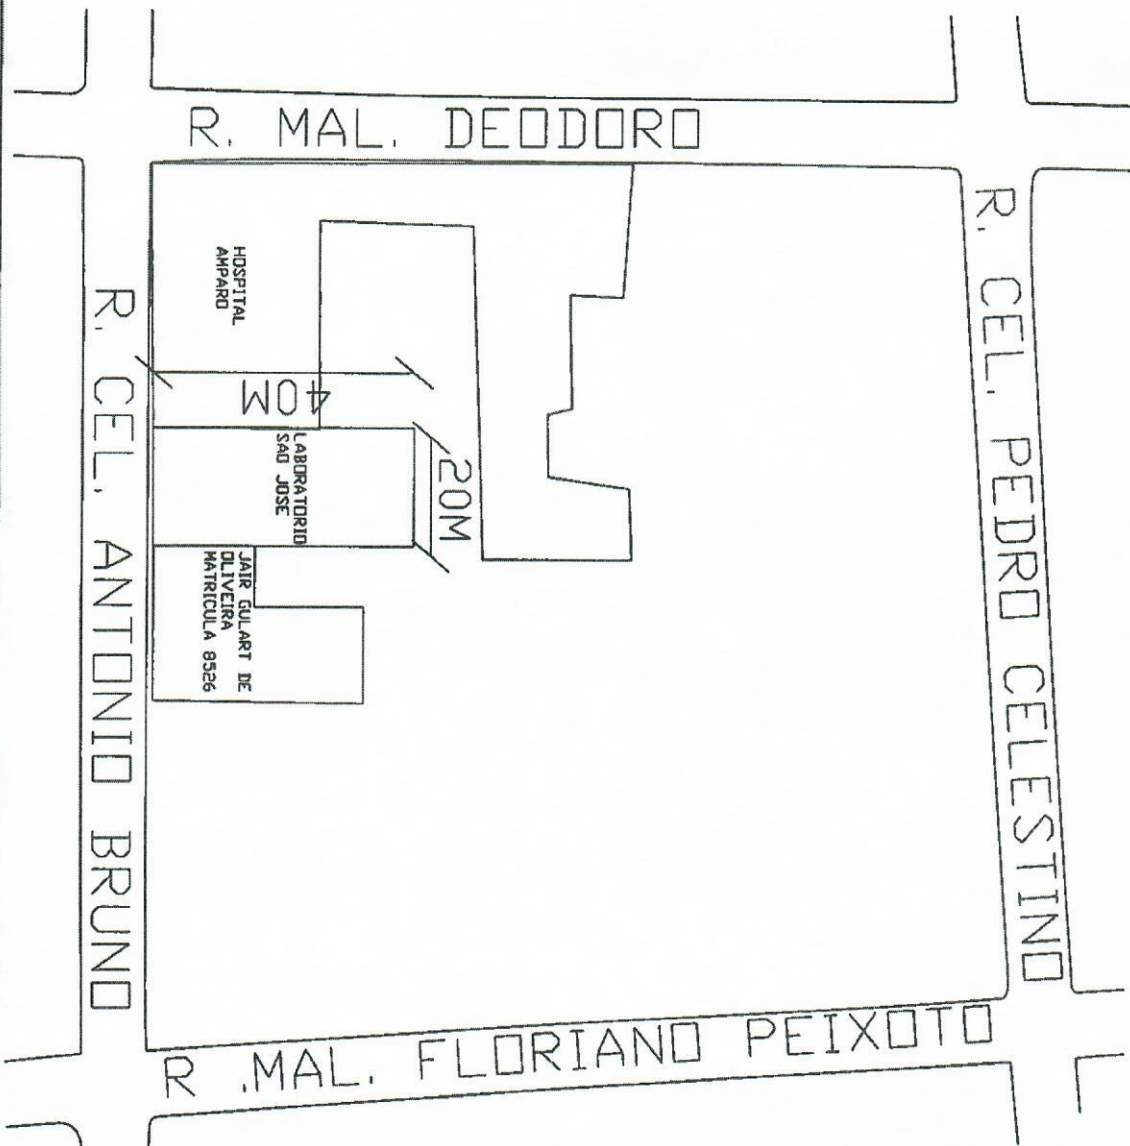 R. MAL. DEODORO
R. CEL. PEDRO CELESTINO
HOSPITAL
AMPARO
R. CEL. ANTONIO BRUNO
40M
LABORATORIO
SAO JOSE
20M
JAIR GULART DE
OLIVEIRA
MATRICULA 8526
R .MAL. FLORIANO PEIXOTO